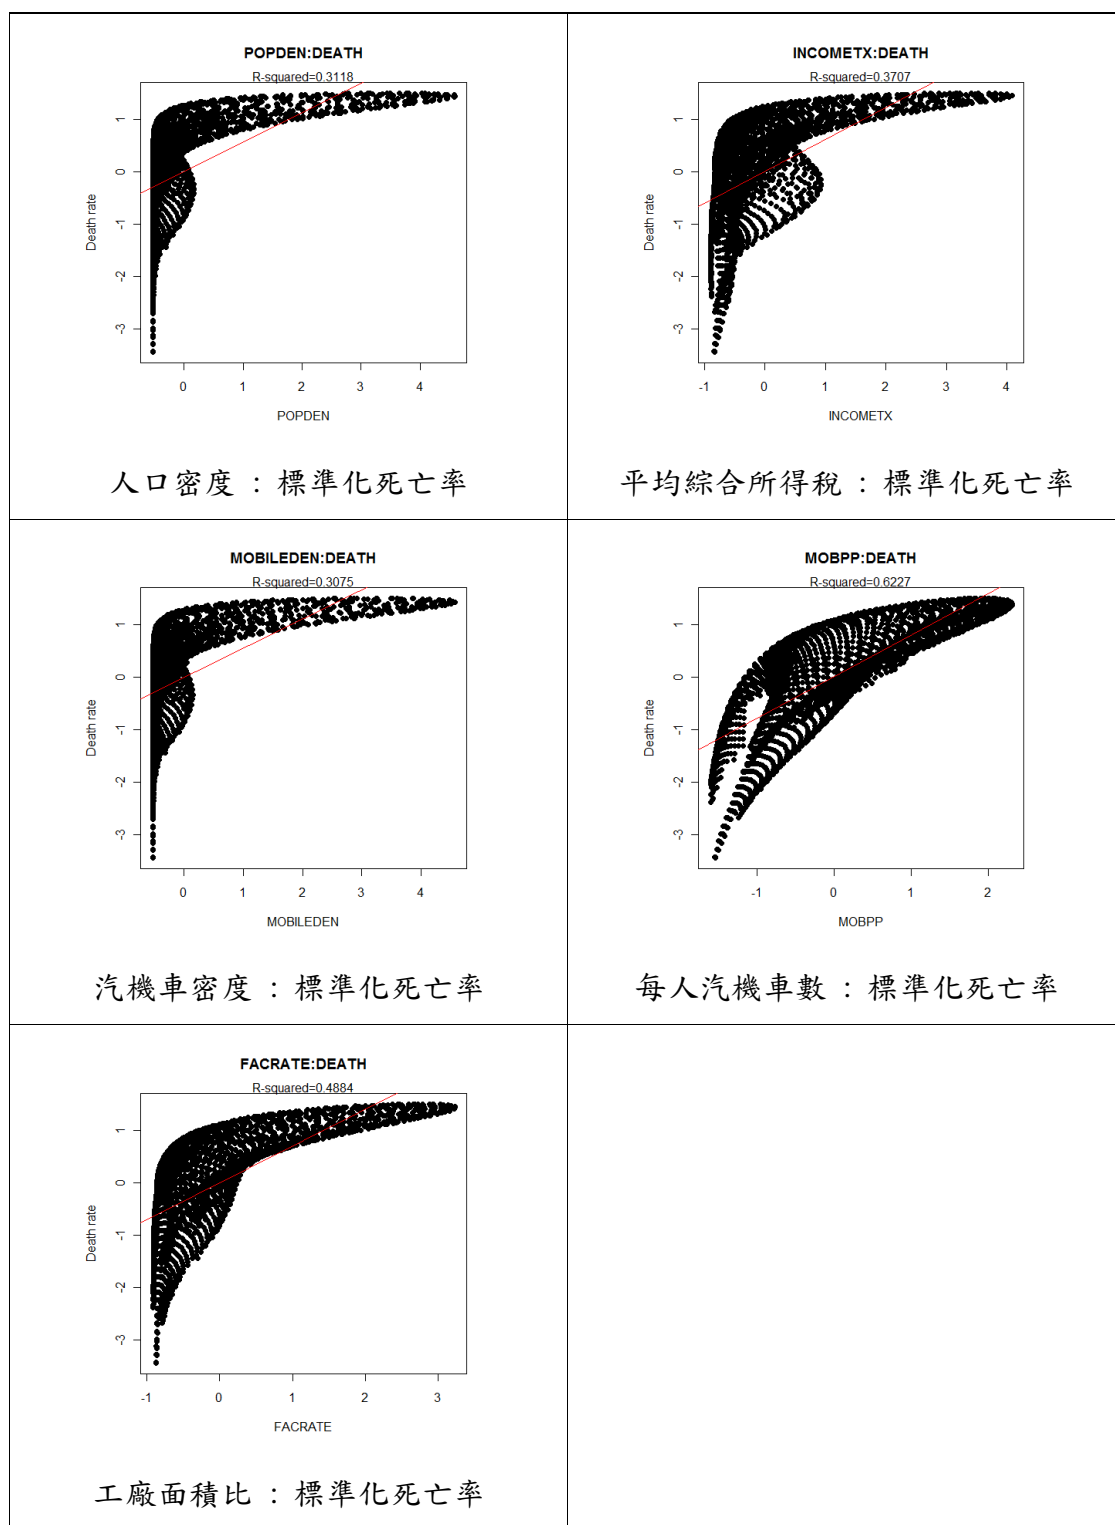 POPDEN:DEATH
R-squared=0.3118
Death rate
1
0
-1
-2
-3
0 1 2 3 4
POPDEN
人口密度 : 標準化死亡率
INCOMETX:DEATH
R-squared=0.3707
Death rate
1
0
-1
-2
-3
-1 0 1 2 3 4
INCOMETX
平均綜合所得稅 : 標準化死亡率
MOBILEDEN:DEATH
R-squared=0.3075
Death rate
1
0
-1
-2
-3
0 1 2 3 4
MOBILEDEN
汽機車密度 : 標準化死亡率
MOBPP:DEATH
R-squared=0.6227
Death rate
1
0
-1
-2
-3
-1 0 1 2
MOBPP
每人汽機車數 : 標準化死亡率
FACRATE:DEATH
R-squared=0.4884
Death rate
1
0
-1
-2
-3
-1 0 1 2 3
FACRATE
工廠面積比 : 標準化死亡率